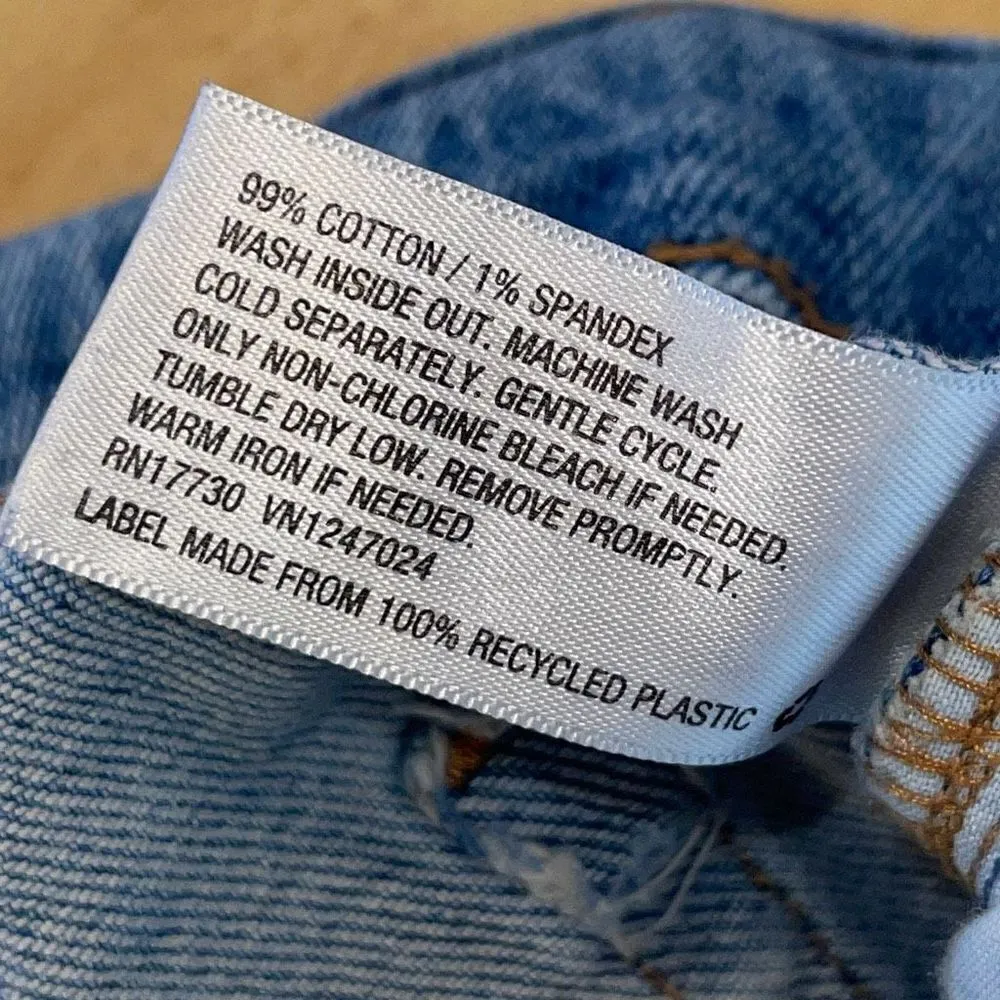 99% COTTON / 1% SPANDEX
WASH INSIDE OUT. MACHINE WASH
COLD SEPARATELY. GENTLE CYCLE.
ONLY NON-CHLORINE BLEACH IF NEEDED.
TUMBLE DRY LOW. REMOVE PROMPTLY.
WARM IRON IF NEEDED.
RN17730 VN1247024
LABEL MADE FROM 100% RECYCLED PLASTIC